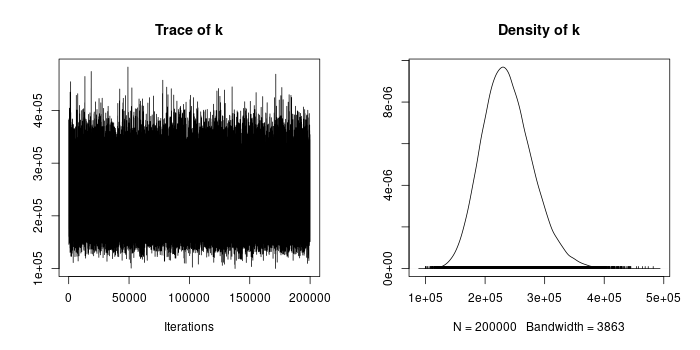 Trace of k
4e+05
3e+05
2e+05
1e+05
0
50000
100000
150000
200000
Iterations
Density of k
8e-06
4e-06
0e+00
1e+05
2e+05
3e+05
4e+05
5e+05
N = 200000 Bandwidth = 3863